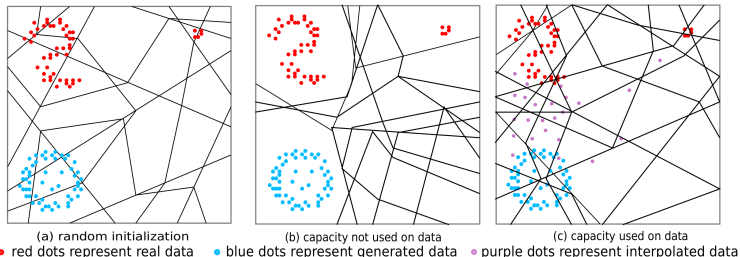 (a) random initialization
(b) capacity not used on data
(c) capacity used on data
red dots represent real data
blue dots represent generated data
purple dots represent interpolated data